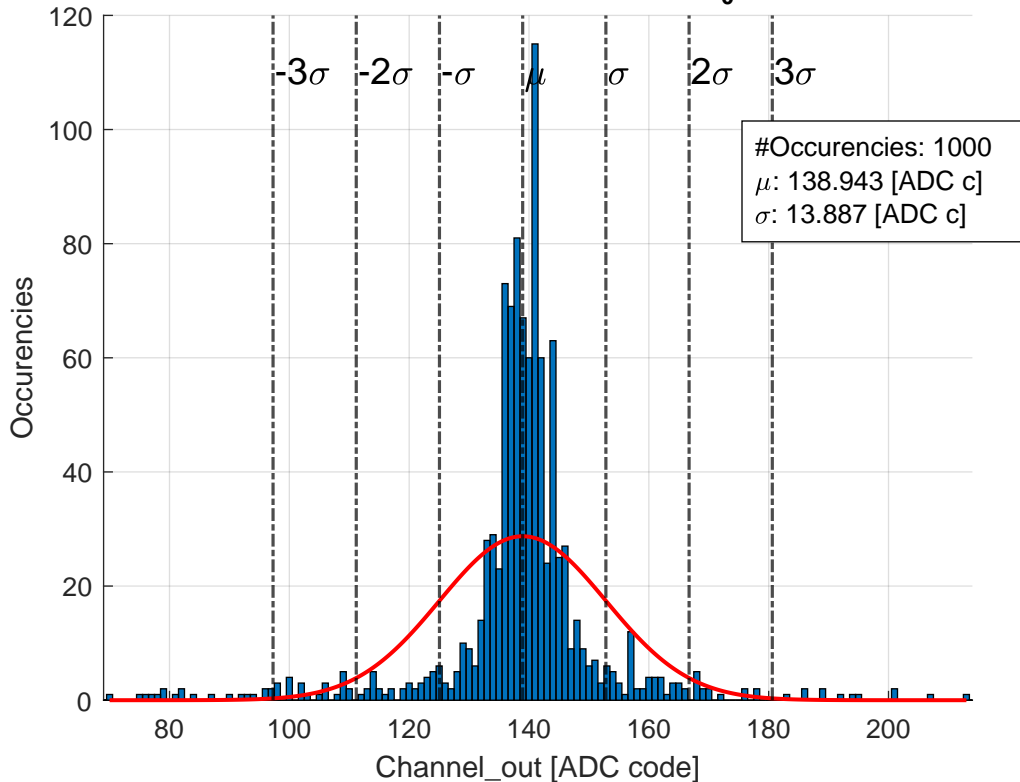 0
120
100
80
60
40
20
0
-3σ -2σ -σ μ σ 2σ 3σ
#Occurencies: 1000
μ: 138.943 [ADC c]
σ: 13.887 [ADC c]
Occurencies
80 100 120 140 160 180 200
Channel_out [ADC code]